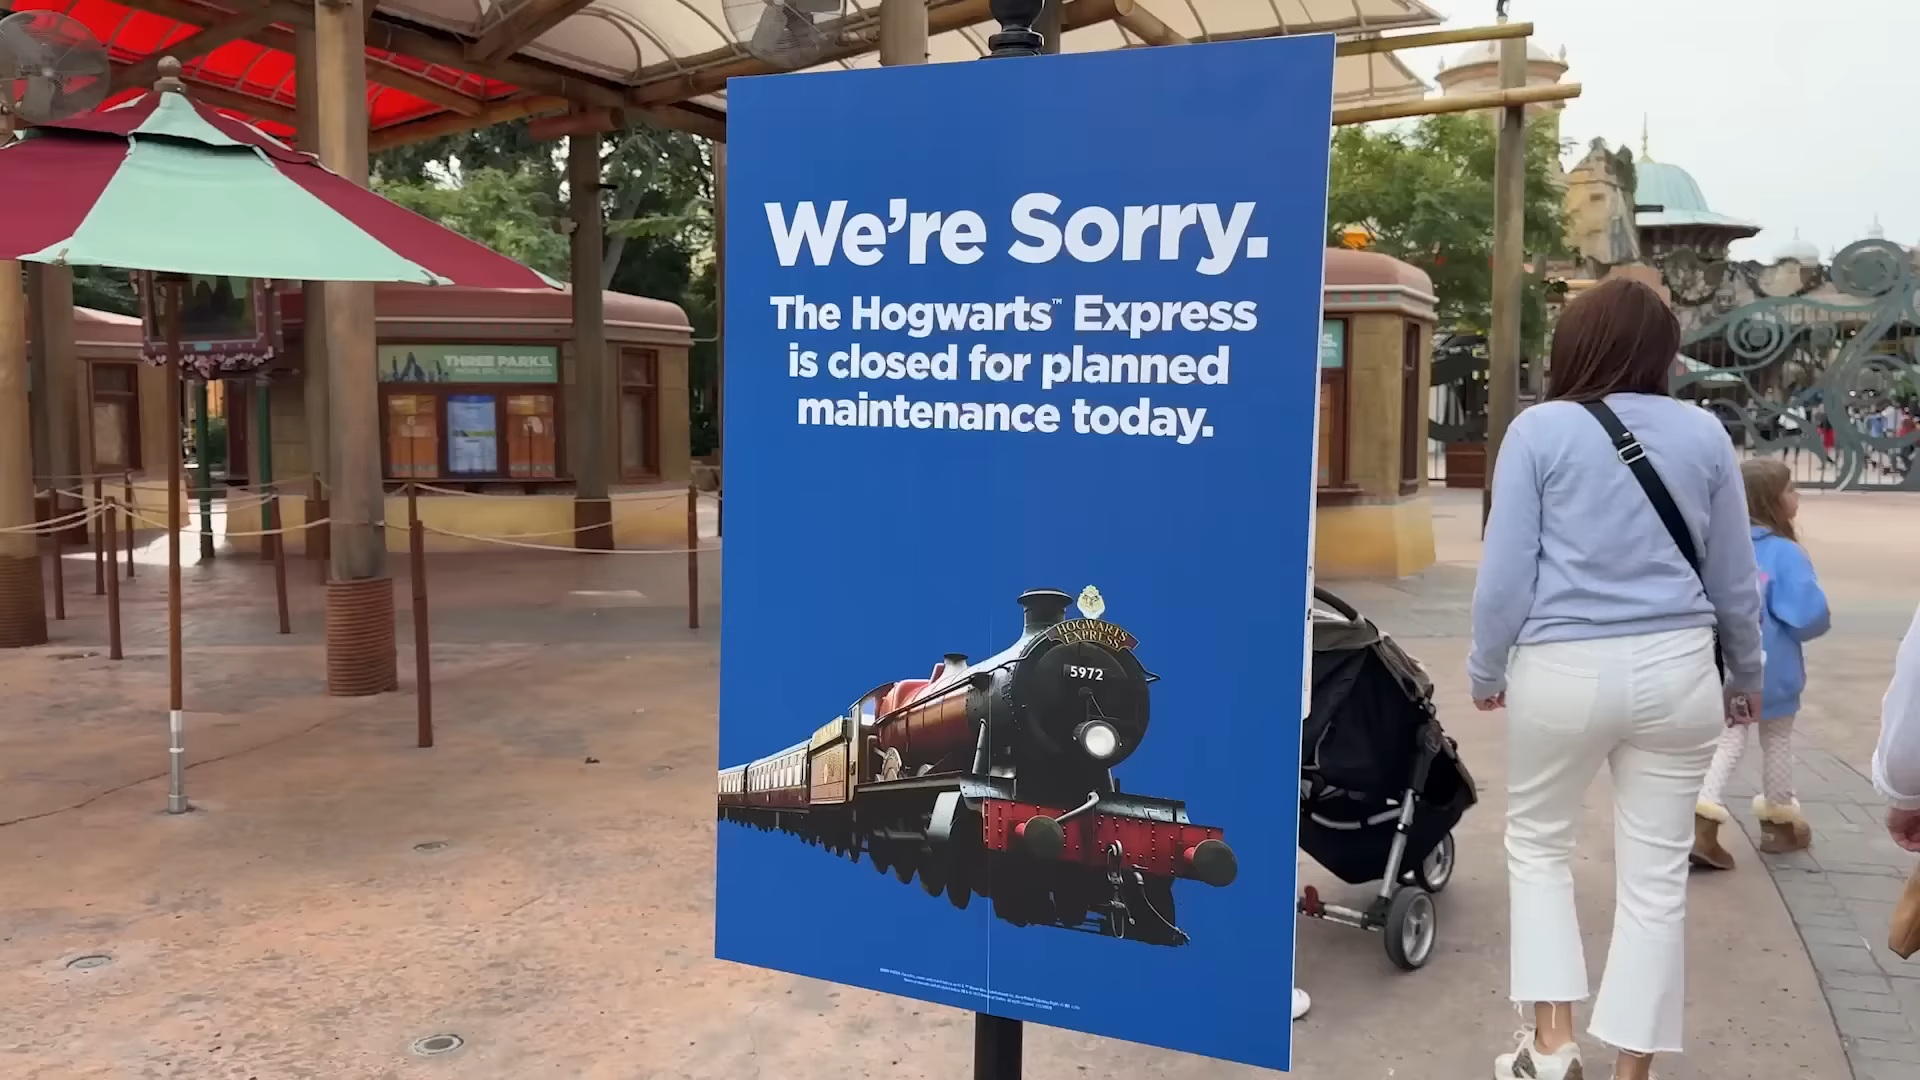 We're Sorry.
The Hogwarts™ Express
is closed for planned
maintenance today.
HOGWARTS
EXPRESS
5972
THREE PARKS.